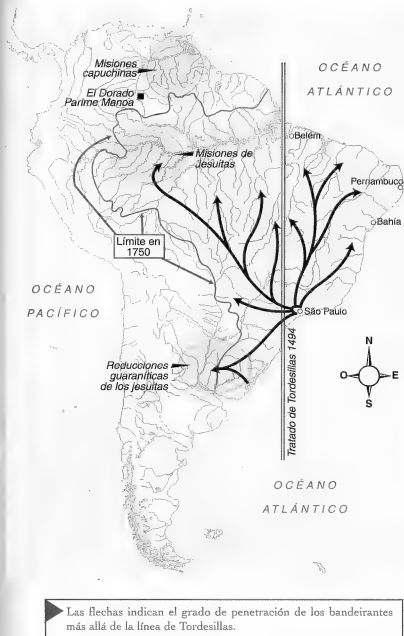 Misiones
capuchinas
El Dorado
Parime Manoa
OCÉANO
ATLÁNTICO
Belém
Misiones de
Jesuitas
Pernambuco
Bahía
Límite en
1750
OCÉANO
PACÍFICO
São Paulo
Reducciones
guaraníticas
de los jesuitas
Tratado de Tordesillas 1494
N
O
E
S
OCÉANO
ATLÁNTICO
Las flechas indican el grado de penetración de los bandeirantes
más allá de la línea de Tordesillas.